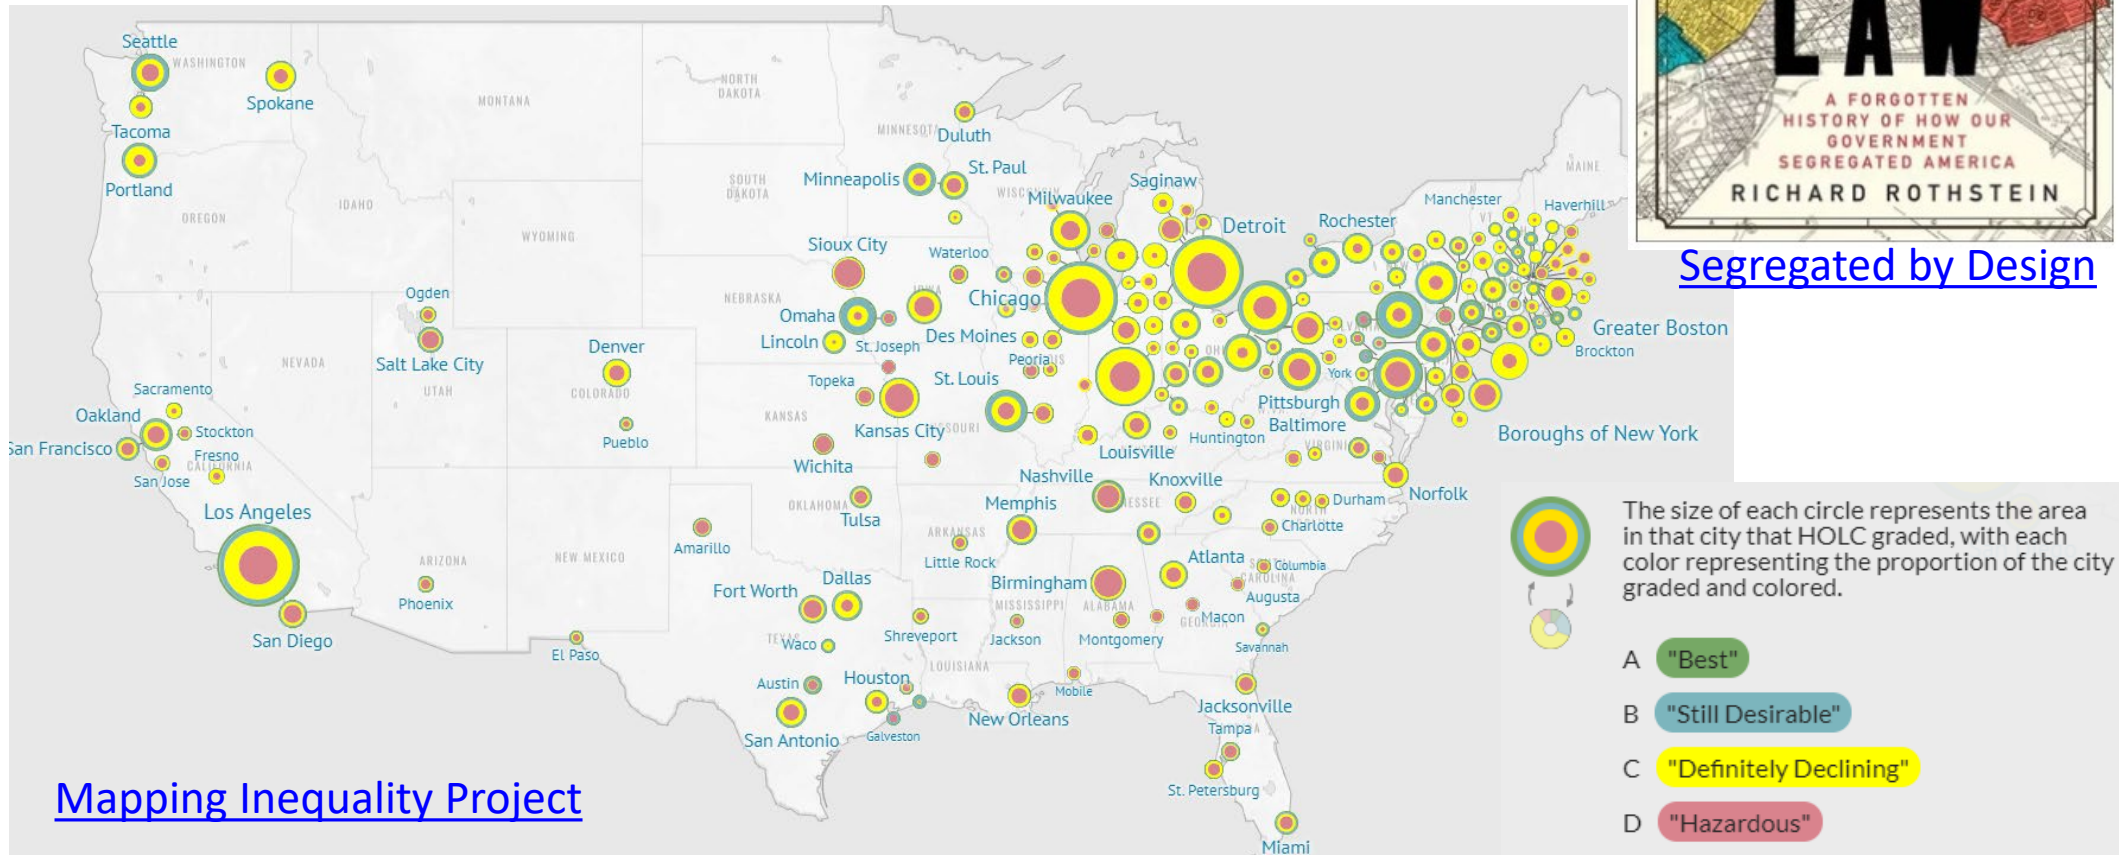 Seattle
WASHINGTON
Spokane
Tacoma
Portland
OREGON
IDAHO
MONTANA
NORTH
DAKOTA
MINNESOTA
Duluth
SOUTH
DAKOTA
Minneapolis
St. Paul
WYOMING
Sioux City
Waterloo
Milwaukee
Saginaw
Detroit
Rochester
Manchester
VT
Haverhill
MAINE
NEBRASKA
IOWA
Chicago
Omaha
Lincoln
St. Joseph
Des Moines
Peoria
Ogden
Salt Lake City
UTAH
NEVADA
Denver
COLORADO
Pueblo
Sacramento
Oakland
Stockton
San Francisco
Fresno
CALIFORNIA
San Jose
Los Angeles
San Diego
ARIZONA
Phoenix
NEW MEXICO
El Paso
Topeka
KANSAS
Kansas City
Wichita
St. Louis
OKLAHOMA
Tulsa
Amarillo
ARKANSAS
Little Rock
Memphis
Nashville
Knoxville
Louisville
Huntington
Pittsburgh
Baltimore
York
VIRGINIA
Greater Boston
Brockton
Boroughs of New York
Norfolk
Durham
NORTH
Charlotte
Atlanta
Columbia
CAROLINA
Augusta
Birmingham
MISSISSIPPI
ALABAMA
Macon
Jackson
Montgomery
Savannah
Fort Worth
Dallas
TEXAS
Waco
Shreveport
LOUISIANA
Austin
Houston
San Antonio
Galveston
New Orleans
Mobile
Jacksonville
Tampa
St. Petersburg
Miami
Mapping Inequality Project
LAW
A FORGOTTEN
HISTORY OF HOW OUR
GOVERNMENT
SEGREGATED AMERICA
RICHARD ROTHSTEIN
Segregated by Design
The size of each circle represents the area
in that city that HOLC graded, with each
color representing the proportion of the city
graded and colored.
A "Best"
B "Still Desirable"
C "Definitely Declining"
D "Hazardous"